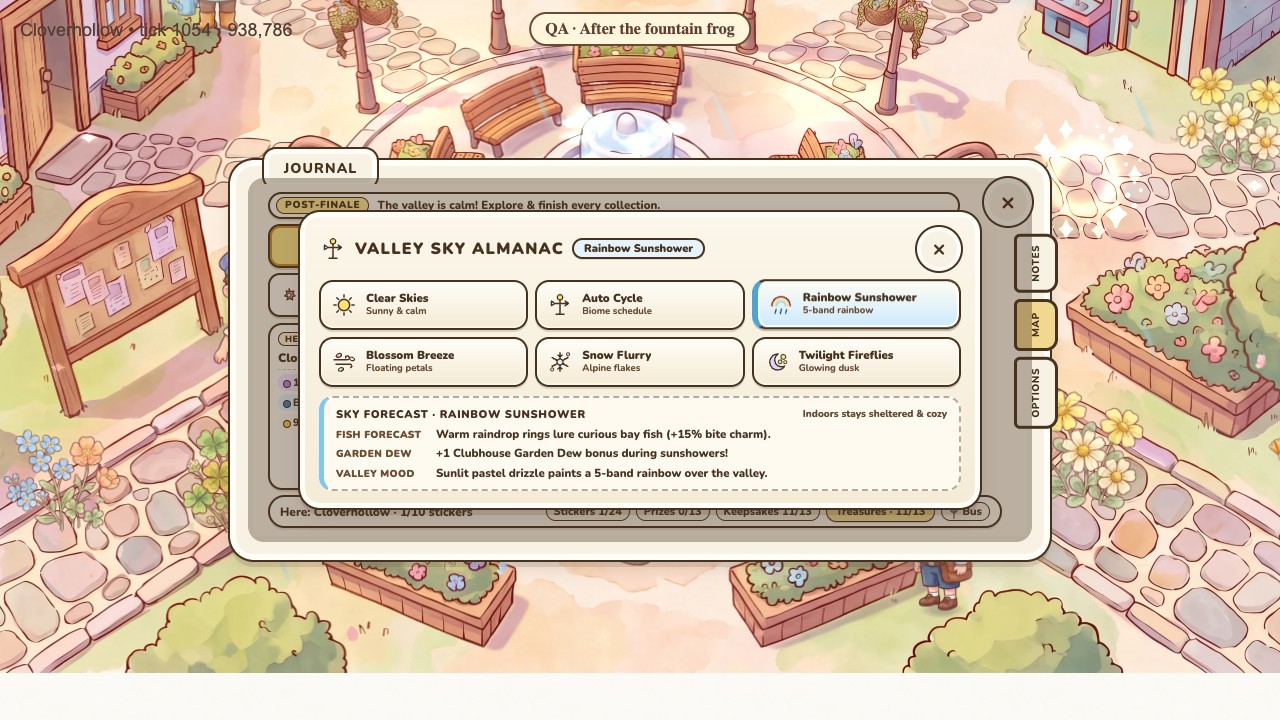 Cloverhollow • tick 1054 · 938,786
QA · After the fountain frog
JOURNAL
POST-FINALE The valley is calm! Explore & finish every collection.
VALLEY SKY ALMANAC Rainbow Sunshower
Clear Skies
Sunny & calm
Auto Cycle
Biome schedule
Rainbow Sunshower
5-band rainbow
Blossom Breeze
Floating petals
Snow Flurry
Alpine flakes
Twilight Fireflies
Glowing dusk
SKY FORECAST · RAINBOW SUNSHOWER Indoors stays sheltered & cozy
FISH FORECAST Warm raindrop rings lure curious bay fish (+15% bite charm).
GARDEN DEW +1 Clubhouse Garden Dew bonus during sunshowers!
VALLEY MOOD Sunlit pastel drizzle paints a 5-band rainbow over the valley.
Here: Cloverhollow · 1/10 stickers Stickers 1/24 Prizes 0/13 Keepsakes 11/13 Treasures · 11/13 Bus
NOTES
MAP
OPTIONS